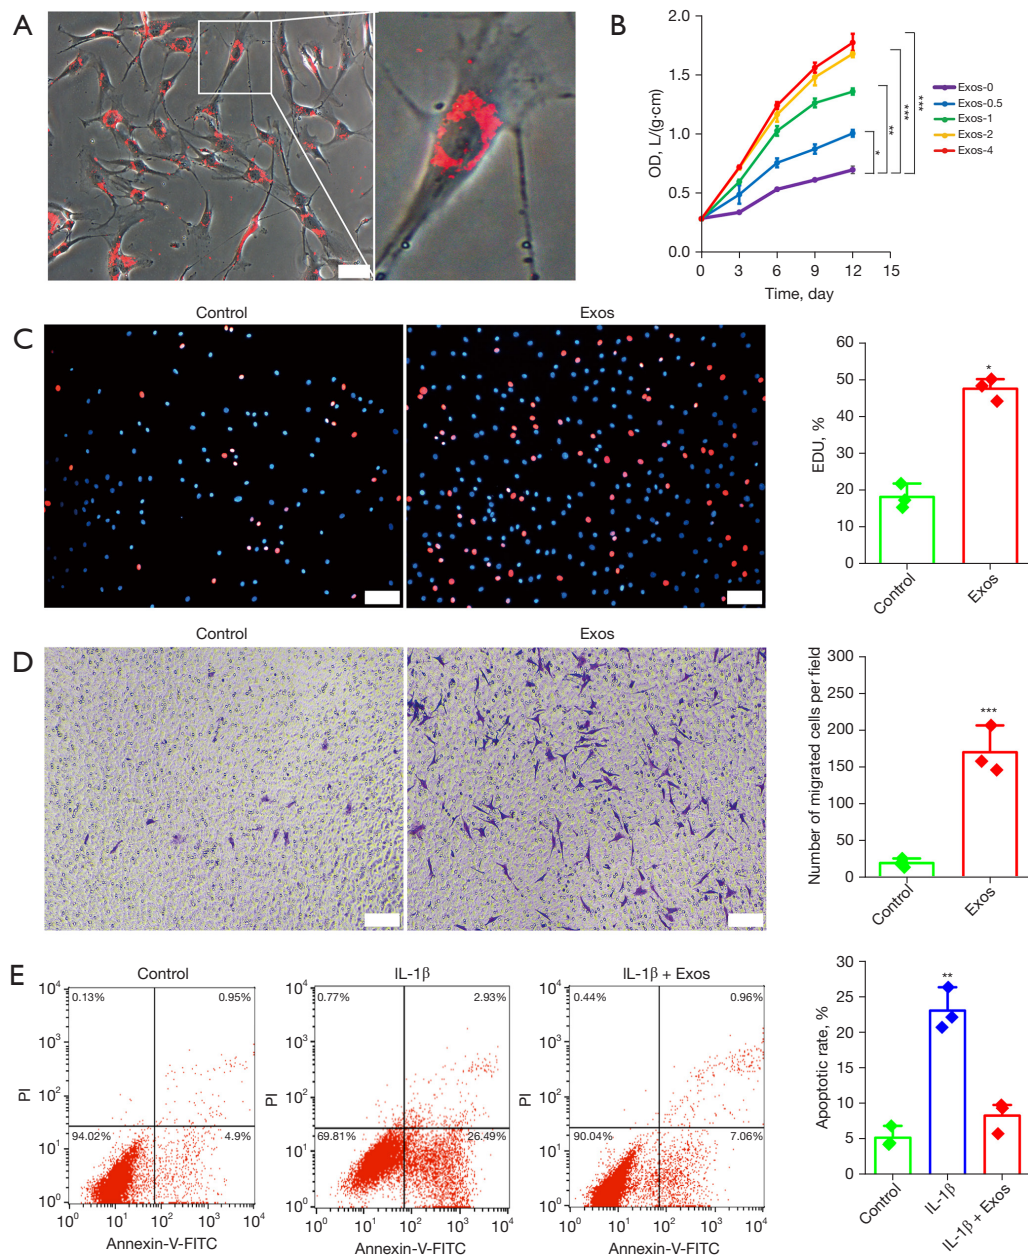 A
B
OD, L/(g·cm)
2.0
1.5
1.0
0.5
0.0
0 3 6 9 12 15
Time, day
Exos-0
Exos-0.5
Exos-1
Exos-2
Exos-4
*
**
***
***
C
Control
Exos
EDU, %
60
50
40
30
20
10
0
*
Control
Exos
D
Control
Exos
Number of migrated cells per field
300
250
200
150
100
50
0
***
Control
Exos
E
Control
0.13% 0.95%
94.02% 4.9%
PI
10⁴
10³
10²
10¹
10⁰
10⁰ 10¹ 10² 10³ 10⁴
Annexin-V-FITC
IL-1β
0.77% 2.93%
69.81% 26.49%
PI
10⁴
10³
10²
10¹
10⁰
10⁰ 10¹ 10² 10³ 10⁴
Annexin-V-FITC
IL-1β + Exos
0.44% 0.96%
90.04% 7.06%
PI
10⁴
10³
10²
10¹
10⁰
10⁰ 10¹ 10² 10³ 10⁴
Annexin-V-FITC
Apoptotic rate, %
30
25
20
15
10
5
0
**
Control
IL-1β
IL-1β + Exos